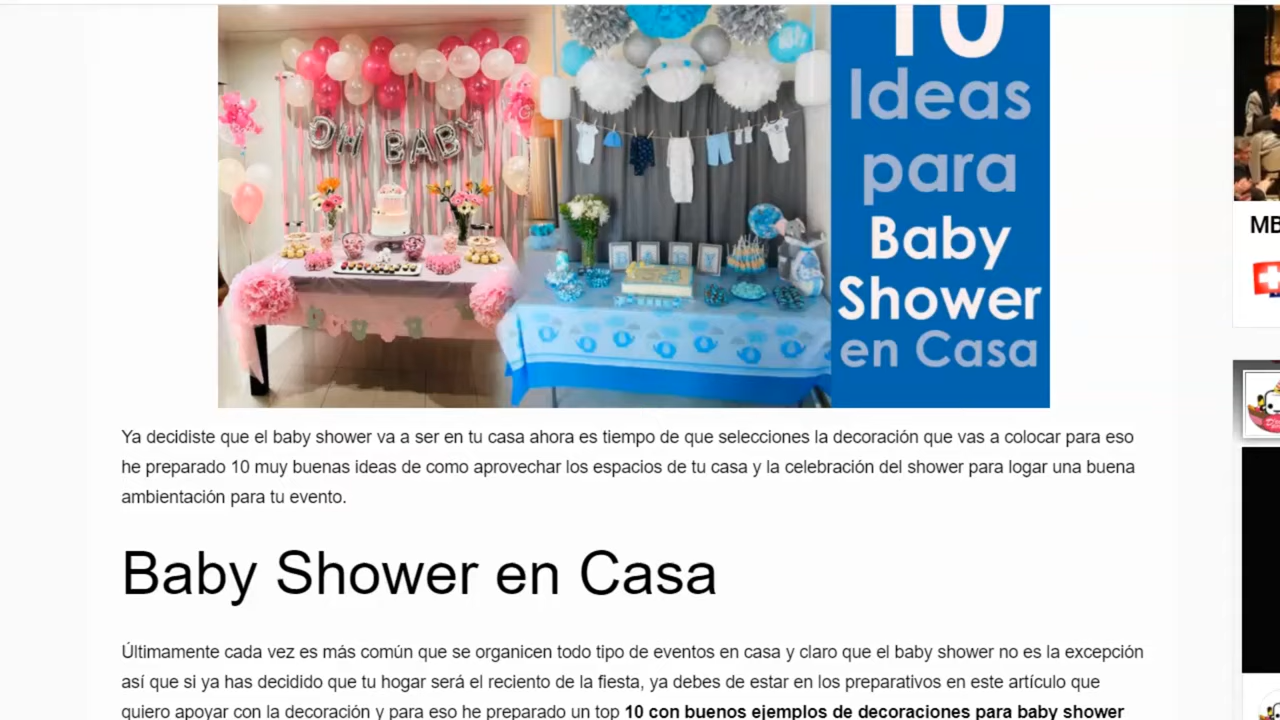 10
Ideas
para
Baby
Shower
en Casa
OH BABY
MB
Ya decidiste que el baby shower va a ser en tu casa ahora es tiempo de que selecciones la decoración que vas a colocar para eso
he preparado 10 muy buenas ideas de como aprovechar los espacios de tu casa y la celebración del shower para logar una buena
ambientación para tu evento.
Baby Shower en Casa
Últimamente cada vez es más común que se organicen todo tipo de eventos en casa y claro que el baby shower no es la excepción
así que si ya has decidido que tu hogar será el reciento de la fiesta, ya debes de estar en los preparativos en este artículo que
quiero apoyar con la decoración y para eso he preparado un top 10 con buenos ejemplos de decoraciones para baby shower